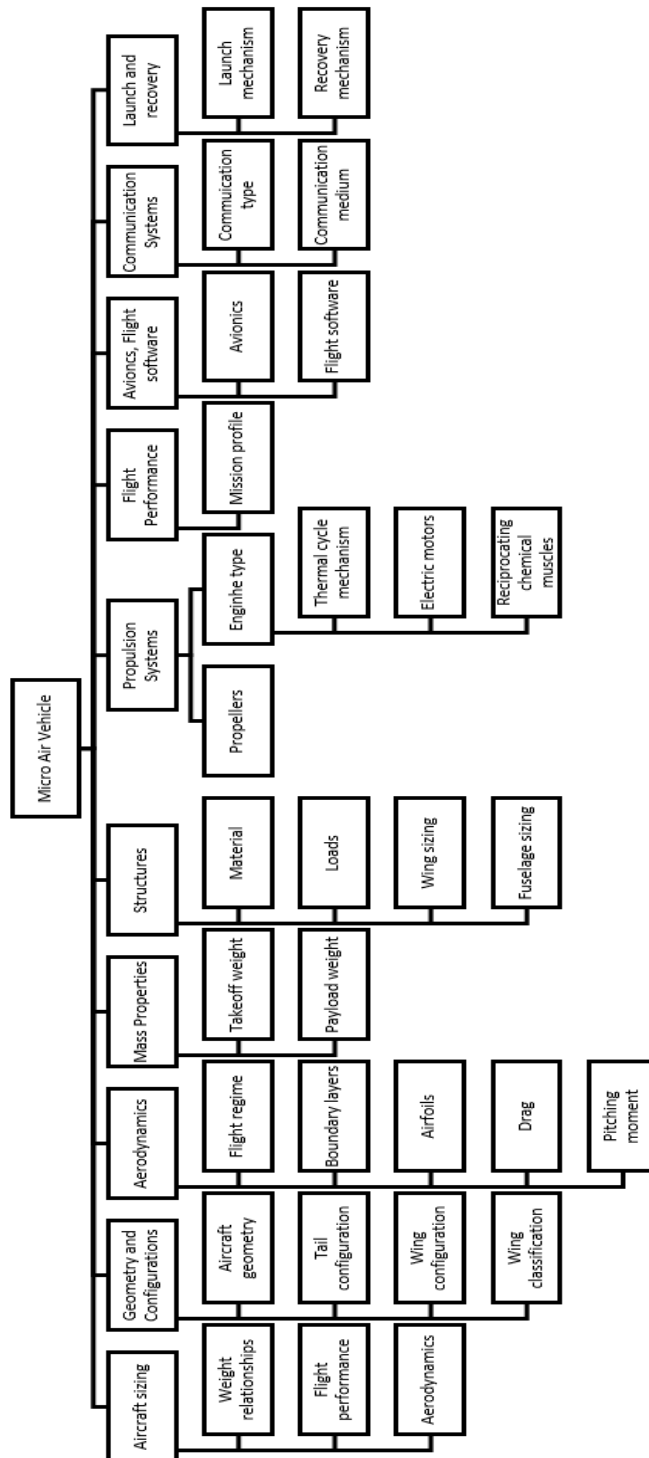 Micro Air Vehicle
Aircraft sizing
Weight
relationships
Flight
performance
Aerodynamics
Geometry and
Configurations
Aircraft
geometry
Tail
configuration
Wing
configuration
Wing
classification
Aerodynamics
Flight regime
Boundary layers
Airfoils
Drag
Pitching
moment
Mass Properties
Takeoff weight
Payload weight
Structures
Material
Loads
Wing sizing
Fuselage sizing
Propulsion
Systems
Propellers
Enginhe type
Thermal cycle
mechanism
Electric motors
Reciprocating
chemical
muscles
Flight
Performance
Mission profile
Avioncs, Flight
software
Avionics
Flight software
Communication
Systems
Commuication
type
Communication
medium
Launch and
recovery
Launch
mechanism
Recovery
mechanism